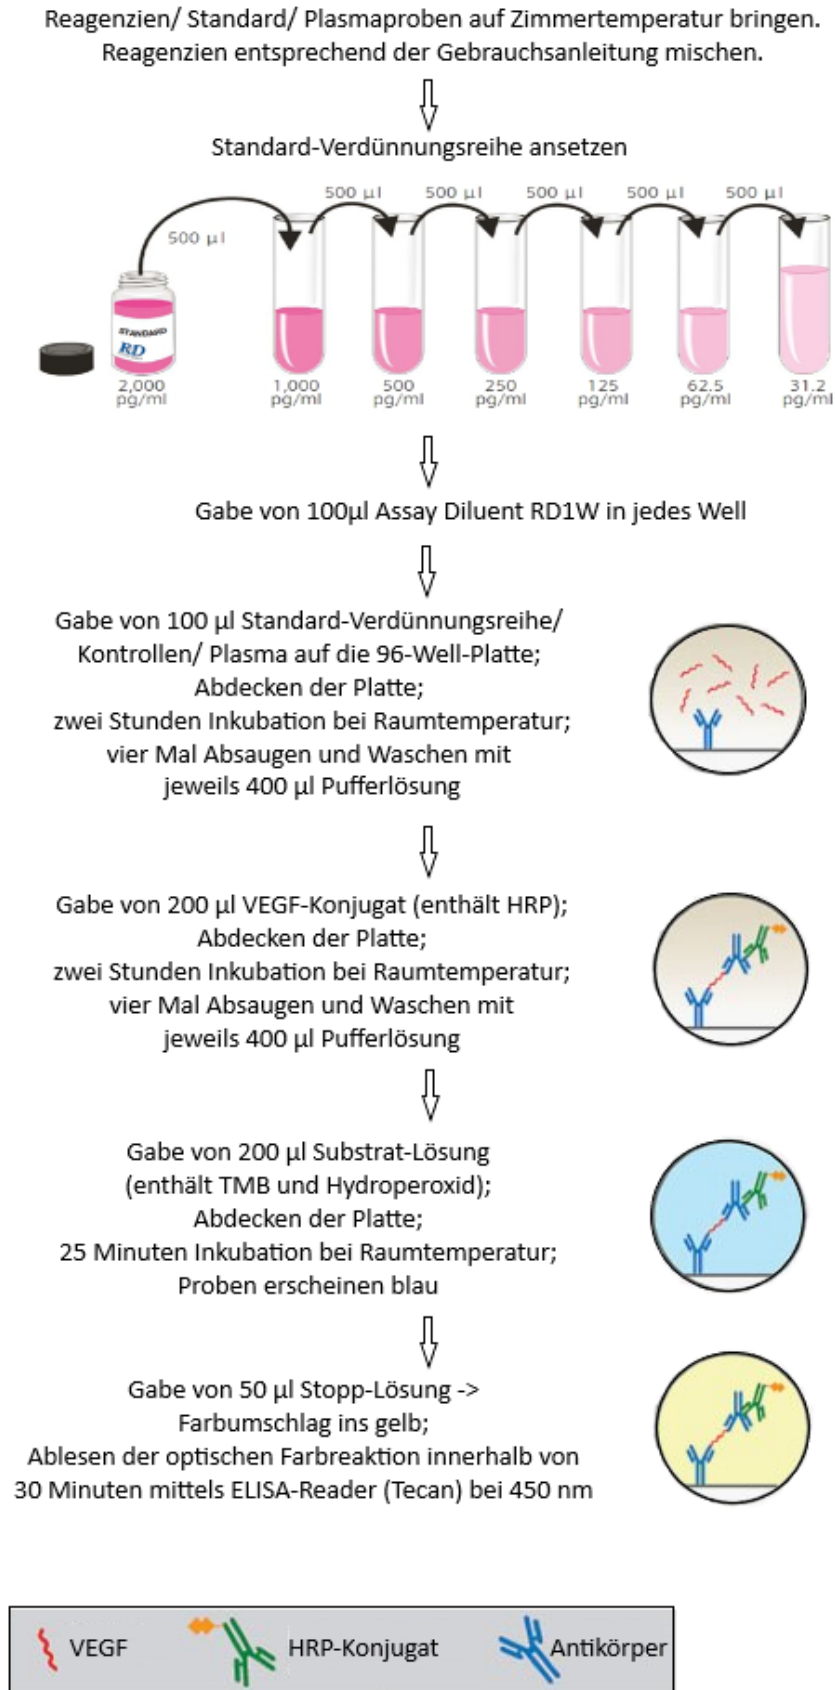 Reagenzien/ Standard/ Plasmaproben auf Zimmertemperatur bringen.
Reagenzien entsprechend der Gebrauchsanleitung mischen.
Standard-Verdünnungsreihe ansetzen
500 µl 500 µl 500 µl 500 µl 500 µl
500 µl
STANDARD
RD
2,000 1,000 500 250 125 62.5 31.2
pg/ml pg/ml pg/ml pg/ml pg/ml pg/ml pg/ml
Gabe von 100µl Assay Diluent RD1W in jedes Well
Gabe von 100 µl Standard-Verdünnungsreihe/
Kontrollen/ Plasma auf die 96-Well-Platte;
Abdecken der Platte;
zwei Stunden Inkubation bei Raumtemperatur;
vier Mal Absaugen und Waschen mit
jeweils 400 µl Pufferlösung
Gabe von 200 µl VEGF-Konjugat (enthält HRP);
Abdecken der Platte;
zwei Stunden Inkubation bei Raumtemperatur;
vier Mal Absaugen und Waschen mit
jeweils 400 µl Pufferlösung
Gabe von 200 µl Substrat-Lösung
(enthält TMB und Hydroperoxid);
Abdecken der Platte;
25 Minuten Inkubation bei Raumtemperatur;
Proben erscheinen blau
Gabe von 50 µl Stopp-Lösung ->
Farbumschlag ins gelb;
Ablesen der optischen Farbreaktion innerhalb von
30 Minuten mittels ELISA-Reader (Tecan) bei 450 nm
VEGF HRP-Konjugat Antikörper